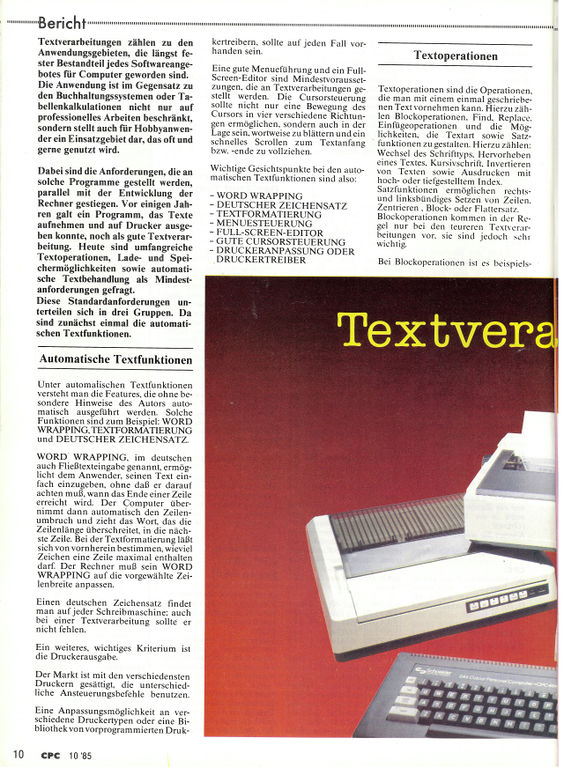 Bericht
Textverarbeitungen zählen zu den
Anwendungsgebieten, die längst fe-
ster Bestandteil jedes Softwareange-
botes für Computer geworden sind.
Die Anwendung ist im Gegensatz zu
den Buchhaltungssystemen oder Ta-
bellenkalkulationen nicht nur auf
professionelles Arbeiten beschränkt,
sondern stellt auch für Hobbyanwen-
der ein Einsatzgebiet dar, das oft und
gerne genutzt wird.
Dabei sind die Anforderungen, die an
solche Programme gestellt werden,
parallel mit der Entwicklung der
Rechner gestiegen. Vor einigen Jah-
ren galt ein Programm, das Texte
aufnehmen und auf Drucker ausge-
ben konnte, noch als gute Textverar-
beitung. Heute sind umfangreiche
Textoperationen, Lade- und Spei-
chermöglichkeiten sowie automati-
sche Textbehandlung als Mindest-
anforderungen gefragt.
Diese Standardanforderungen un-
terteilen sich in drei Gruppen. Da
sind zunächst einmal die automati-
schen Textfunktionen.
Automatische Textfunktionen
Unter automatischen Textfunktionen
versteht man die Features, die ohne be-
sondere Hinweise des Autors auto-
matisch ausgeführt werden. Solche
Funktionen sind zum Beispiel: WORD
WRAPPING, TEXTFORMATIERUNG
und DEUTSCHER ZEICHENSATZ.
WORD WRAPPING, im deutschen
auch Fließtexteingabe genannt, ermög-
licht dem Anwender, seinen Text ein-
fach einzugeben, ohne daß er darauf
achten muß, wann das Ende einer Zeile
erreicht wird. Der Computer über-
nimmt dann automatisch den Zeilen-
umbruch und zieht das Wort, das die
Zeilenlänge überschreitet, in die näch-
ste Zeile. Bei der Textformatierung läßt
sich von vornherein bestimmen, wieviel
Zeichen eine Zeile maximal enthalten
darf. Der Rechner muß sein WORD
WRAPPING auf die vorgewählte Zei-
lenbreite anpassen.
Einen deutschen Zeichensatz findet
man auf jeder Schreibmaschine; auch
bei einer Textverarbeitung sollte er
nicht fehlen.
Ein weiteres, wichtiges Kriterium ist
die Druckerausgabe.
Der Markt ist mit den verschiedensten
Druckern gesättigt, die unterschied-
liche Ansteuerungsbefehle benutzen.
Eine Anpassungsmöglichkeit an ver-
schiedene Druckertypen oder eine Bi-
bliothek von vorprogrammierten Druk-
kertreibern, sollte auf jeden Fall vor-
handen sein.
Eine gute Menueführung und ein Full-
Screen-Editor sind Mindestvorausset-
zungen, die an Textverarbeitungen ge-
stellt werden. Die Cursorsteuerung
sollte nicht nur eine Bewegung des
Cursors in vier verschiedene Richtun-
gen ermöglichen, sondern auch in der
Lage sein, wortweise zu blättern und ein
schnelles Scrollen zum Textanfang
bzw. -ende zu vollziehen.
Wichtige Gesichtspunkte bei den auto-
matischen Textfunktionen sind also:
– WORD WRAPPING
– DEUTSCHER ZEICHENSATZ
– TEXTFORMATIERUNG
– MENUESTEUERUNG
– FULL-SCREEN-EDITOR
– GUTE CURSORSTEUERUNG
– DRUCKERANPASSUNG ODER
DRUCKERTREIBER
Textoperationen
Textoperationen sind die Operationen,
die man mit einem einmal geschriebe-
nen Text vornehmen kann. Hierzu zäh-
len Blockoperationen, Find, Replace,
Einfügeoperationen und die Mög-
lichkeiten, die Textart sowie Satz-
funktionen zu gestalten. Hierzu zählen:
Wechsel des Schrifttyps, Hervorheben
eines Textes, Kursivschrift, Invertieren
von Texten sowie Ausdrucken mit
hoch- oder tiefgestelltem Index.
Satzfunktionen ermöglichen rechts-
und linksbündiges Setzen von Zeilen,
Zentrieren , Block- oder Flattersatz.
Blockoperationen kommen in der Re-
gel nur bei den teureren Textverar-
beitungen vor, sie sind jedoch sehr
wichtig.
Bei Blockoperationen ist es beispiels-
Textvera
10 CPC 10 '85